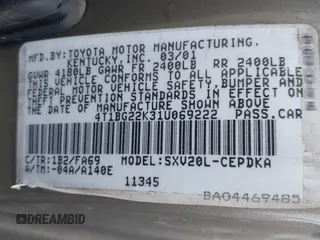 MFD.BY:TOYOTA MOTOR MANUFACTURING,
KENTUCKY, INC. 03/01
GVWR 4180LB GAWR FR 2400LB RR 2400LB
THIS VEHICLE CONFORMS TO ALL APPLICABLE
FEDERAL MOTOR VEHICLE SAFETY, BUMPER, AND
THEFT PREVENTION STANDARDS IN EFFECT ON
THE DATE OF MANUFACTURE SHOWN ABOVE.
4T1BG22K31U069222 PASS.CAR
C/TR:1B2/FA69 MODEL:SXV20L-CEPDKA
A/TM:-04A/A140E
11345
BA04469485
DREAMBID